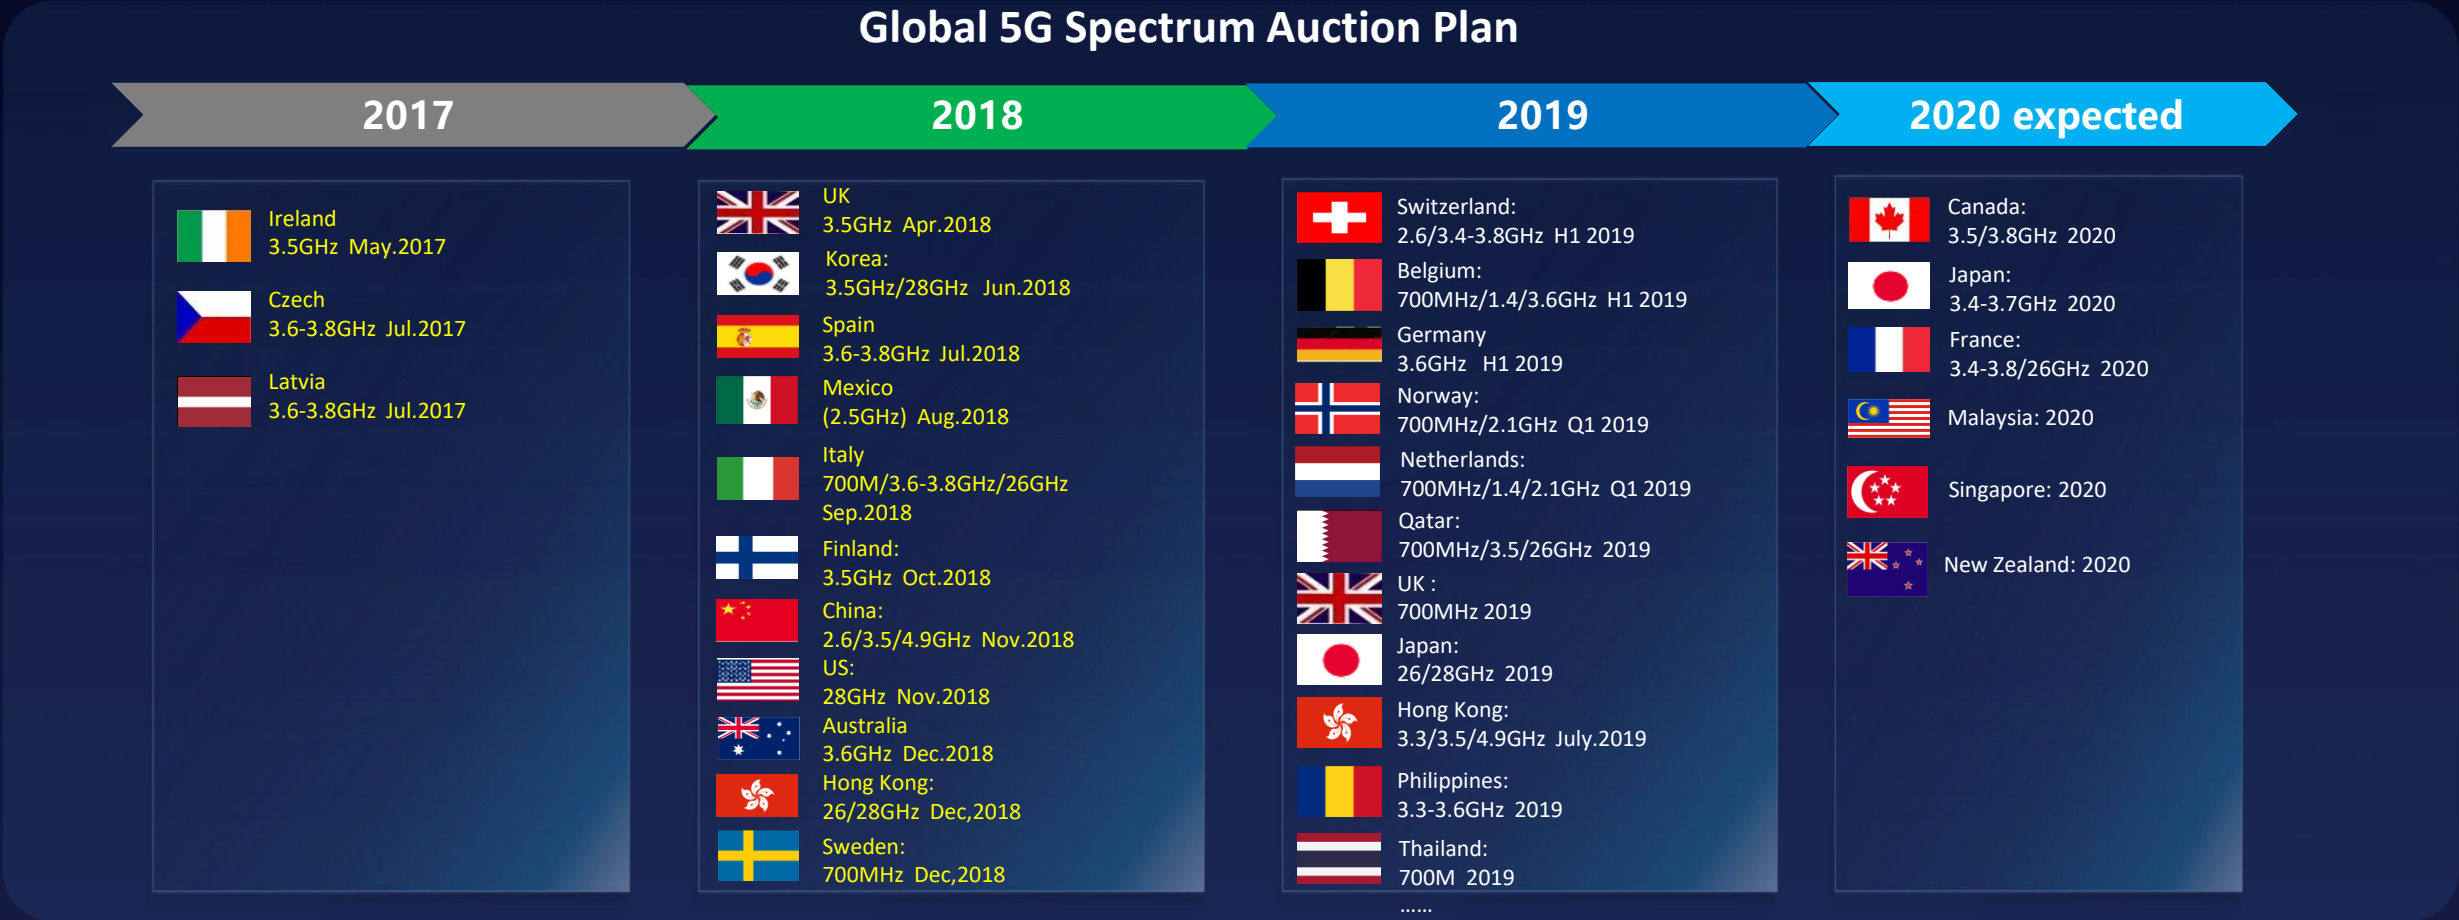 Global 5G Spectrum Auction Plan
2017
2018
2019
2020 expected
Ireland
3.5GHz May.2017
Czech
3.6-3.8GHz Jul.2017
Latvia
3.6-3.8GHz Jul.2017
UK
3.5GHz Apr.2018
Korea:
3.5GHz/28GHz Jun.2018
Spain
3.6-3.8GHz Jul.2018
Mexico
(2.5GHz) Aug.2018
Italy
700M/3.6-3.8GHz/26GHz
Sep.2018
Finland:
3.5GHz Oct.2018
China:
2.6/3.5/4.9GHz Nov.2018
US:
28GHz Nov.2018
Australia
3.6GHz Dec.2018
Hong Kong:
26/28GHz Dec,2018
Sweden:
700MHz Dec,2018
Switzerland:
2.6/3.4-3.8GHz H1 2019
Belgium:
700MHz/1.4/3.6GHz H1 2019
Germany
3.6GHz H1 2019
Norway:
700MHz/2.1GHz Q1 2019
Netherlands:
700MHz/1.4/2.1GHz Q1 2019
Qatar:
700MHz/3.5/26GHz 2019
UK :
700MHz 2019
Japan:
26/28GHz 2019
Hong Kong:
3.3/3.5/4.9GHz July.2019
Philippines:
3.3-3.6GHz 2019
Thailand:
700M 2019
......
Canada:
3.5/3.8GHz 2020
Japan:
3.4-3.7GHz 2020
France:
3.4-3.8/26GHz 2020
Malaysia: 2020
Singapore: 2020
New Zealand: 2020